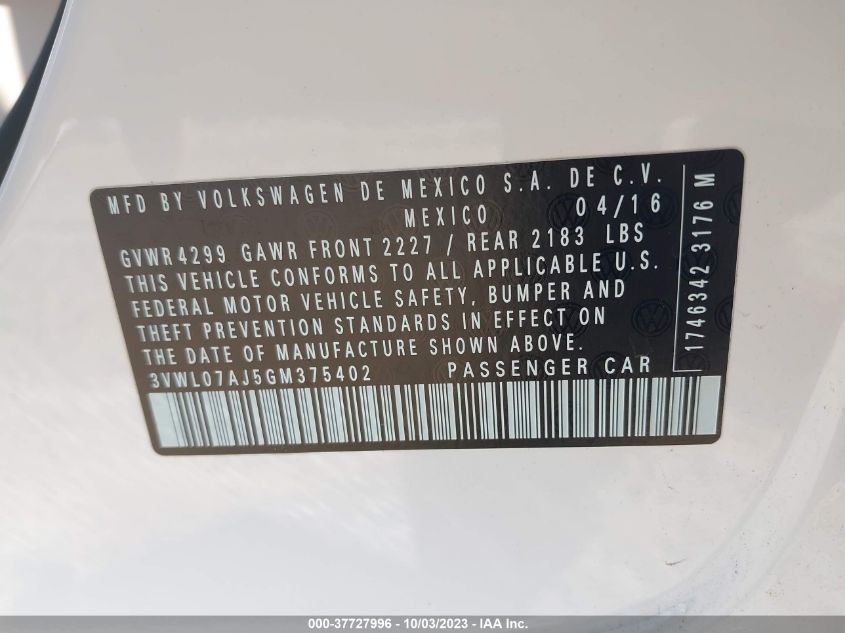 MFD BY VOLKSWAGEN DE MEXICO S.A. DE C.V.
MEXICO 04/16
GVWR 4299 GAWR FRONT 2227 / REAR 2183 LBS
THIS VEHICLE CONFORMS TO ALL APPLICABLE U.S.
FEDERAL MOTOR VEHICLE SAFETY, BUMPER AND
THEFT PREVENTION STANDARDS IN EFFECT ON
THE DATE OF MANUFACTURE SHOWN ABOVE.
3VWL07AJ5GM375402 PASSENGER CAR
1746342 3176 M
000-37727996 - 10/03/2023 - IAA Inc.